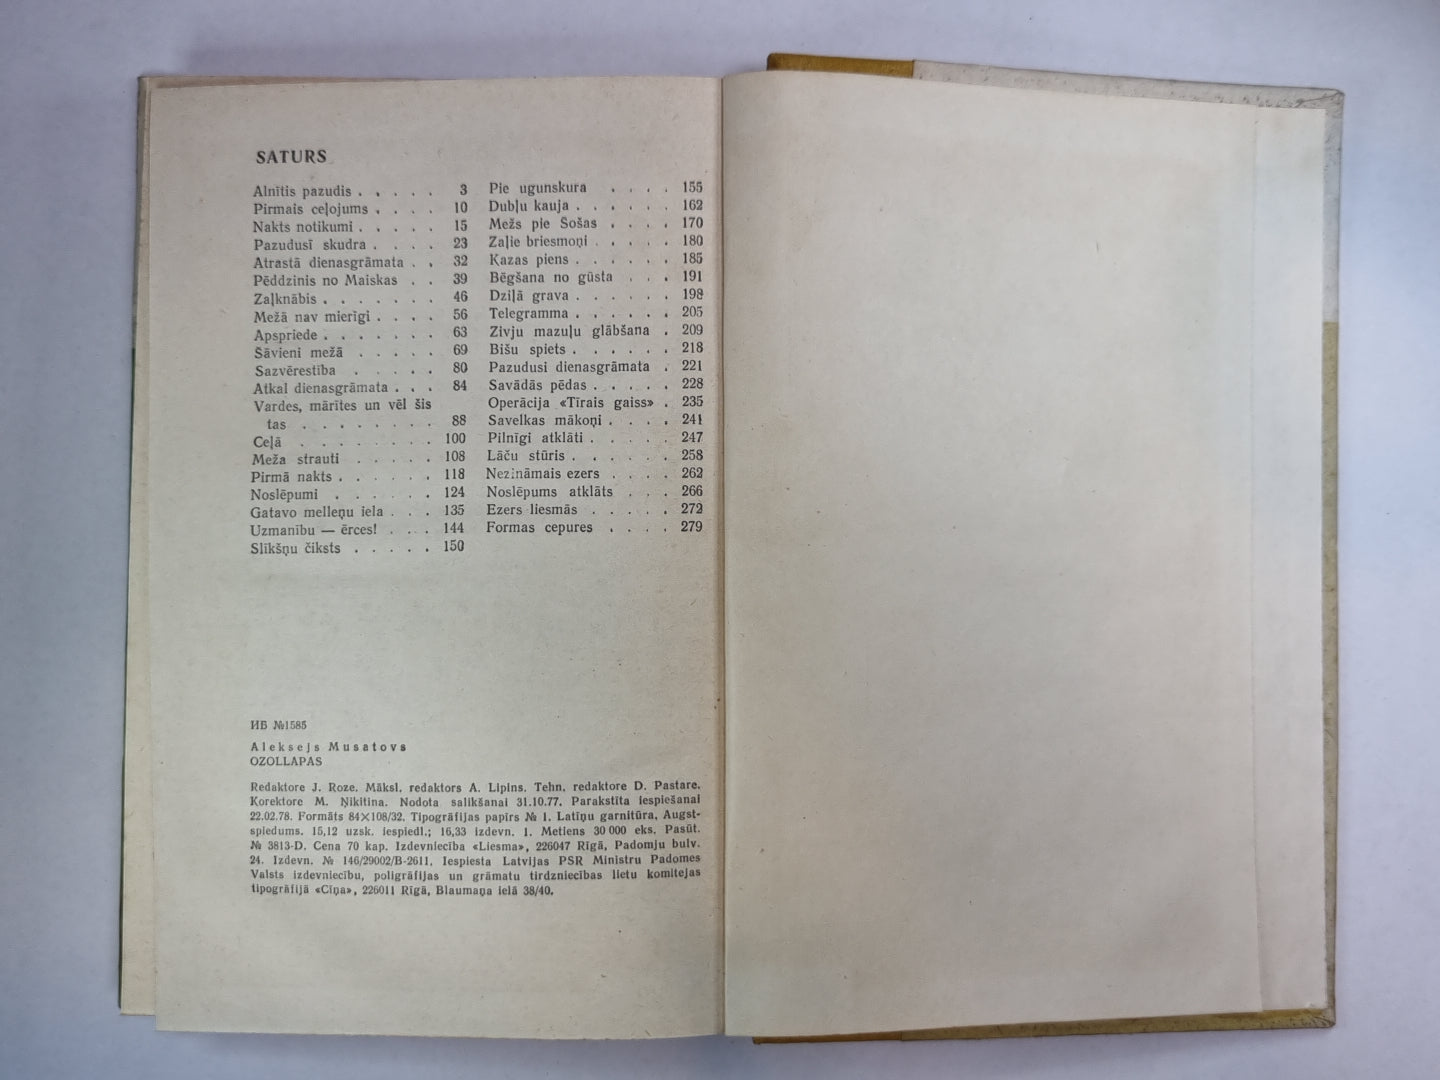 SATURS
Alnītis pazudis . . . . . 3
Pirmais ceļojums . . . . 10
Nakts notikumi . . . . . 15
Pazudusī skudra . . . . 23
Atrastā dienasgrāmata . . 32
Pēddzinis no Maiskas . . 39
Zaļknābis . . . . . . . 46
Mežā nav mierīgi . . . . 56
Apspriede . . . . . . . 63
Šāvieni mežā . . . . . 69
Sazvērestība . . . . . 80
Atkal dienasgrāmata . . . 84
Vardes, mārītes un vēl šis
tas . . . . . . . . 88
Ceļā . . . . . . . . 100
Meža strauti . . . . . 108
Pirmā nakts . . . . . . 118
Noslēpumi . . . . . . 124
Gatavo melleņu iela . . . 135
Uzmanību — ērces! . . . 144
Slīkšņu čiksts . . . . . 150
Pie ugunskura . . . . 155
Dubļu kauja . . . . . . 162
Mežs pie Šošas . . . . 170
Zaļie briesmoņi . . . . . 180
Kazas piens . . . . . . 185
Bēgšana no gūsta . . . 191
Dziļā grava . . . . . . 198
Telegramma . . . . . . 205
Zivju mazuļu glābšana . 209
Bišu spiets . . . . . . 218
Pazudusi dienasgrāmata . 221
Savādās pēdas . . . . . 228
Operācija «Tīrais gaiss» . 235
Savelkas mākoņi . . . . 241
Pilnīgi atklāti . . . . . 247
Lāču stūris . . . . . . 258
Nezināmais ezers . . . . 262
Noslēpums atklāts . . . 266
Ezers liesmās . . . . . 272
Formas cepures . . . . 279
ИБ №1585
Aleksejs Musatovs
OZOLLAPAS
Redaktore J. Roze. Māksl. redaktors A. Lipins. Tehn. redaktore D. Pastare.
Korektore M. Ņikitina. Nodota salikšanai 31.10.77. Parakstīta iespiešanai
22.02.78. Formāts 84×108/32. Tipogrāfijas papīrs № 1. Latīņu garnitūra. Augst-
spiedums. 15,12 uzsk. iespiedl.; 16,33 izdevn. l. Metiens 30 000 eks. Pasūt.
№ 3813-D. Cena 70 kap. Izdevniecība «Liesma», 226047 Rīgā, Padomju bulv.
24. Izdevn. № 146/29002/B-2611. Iespiesta Latvijas PSR Ministru Padomes
Valsts izdevniecību, poligrāfijas un grāmatu tirdzniecības lietu komitejas
tipogrāfijā «Cīņa», 226011 Rīgā, Blaumaņa ielā 38/40.